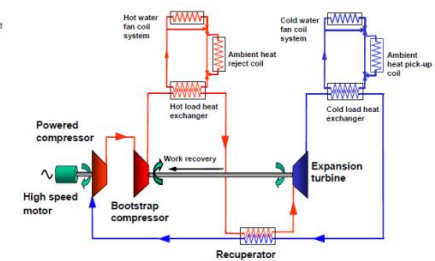 t
Hot water
fan coil
system
Ambient heat
reject coil
Hot load heat
exchanger
Cold water
fan coil
system
Ambient
heat pick-up
coil
Cold load heat
exchanger
Powered
compressor
Work recovery
Expansion
turbine
High speed
motor
Bootstrap
compressor
Recuperator